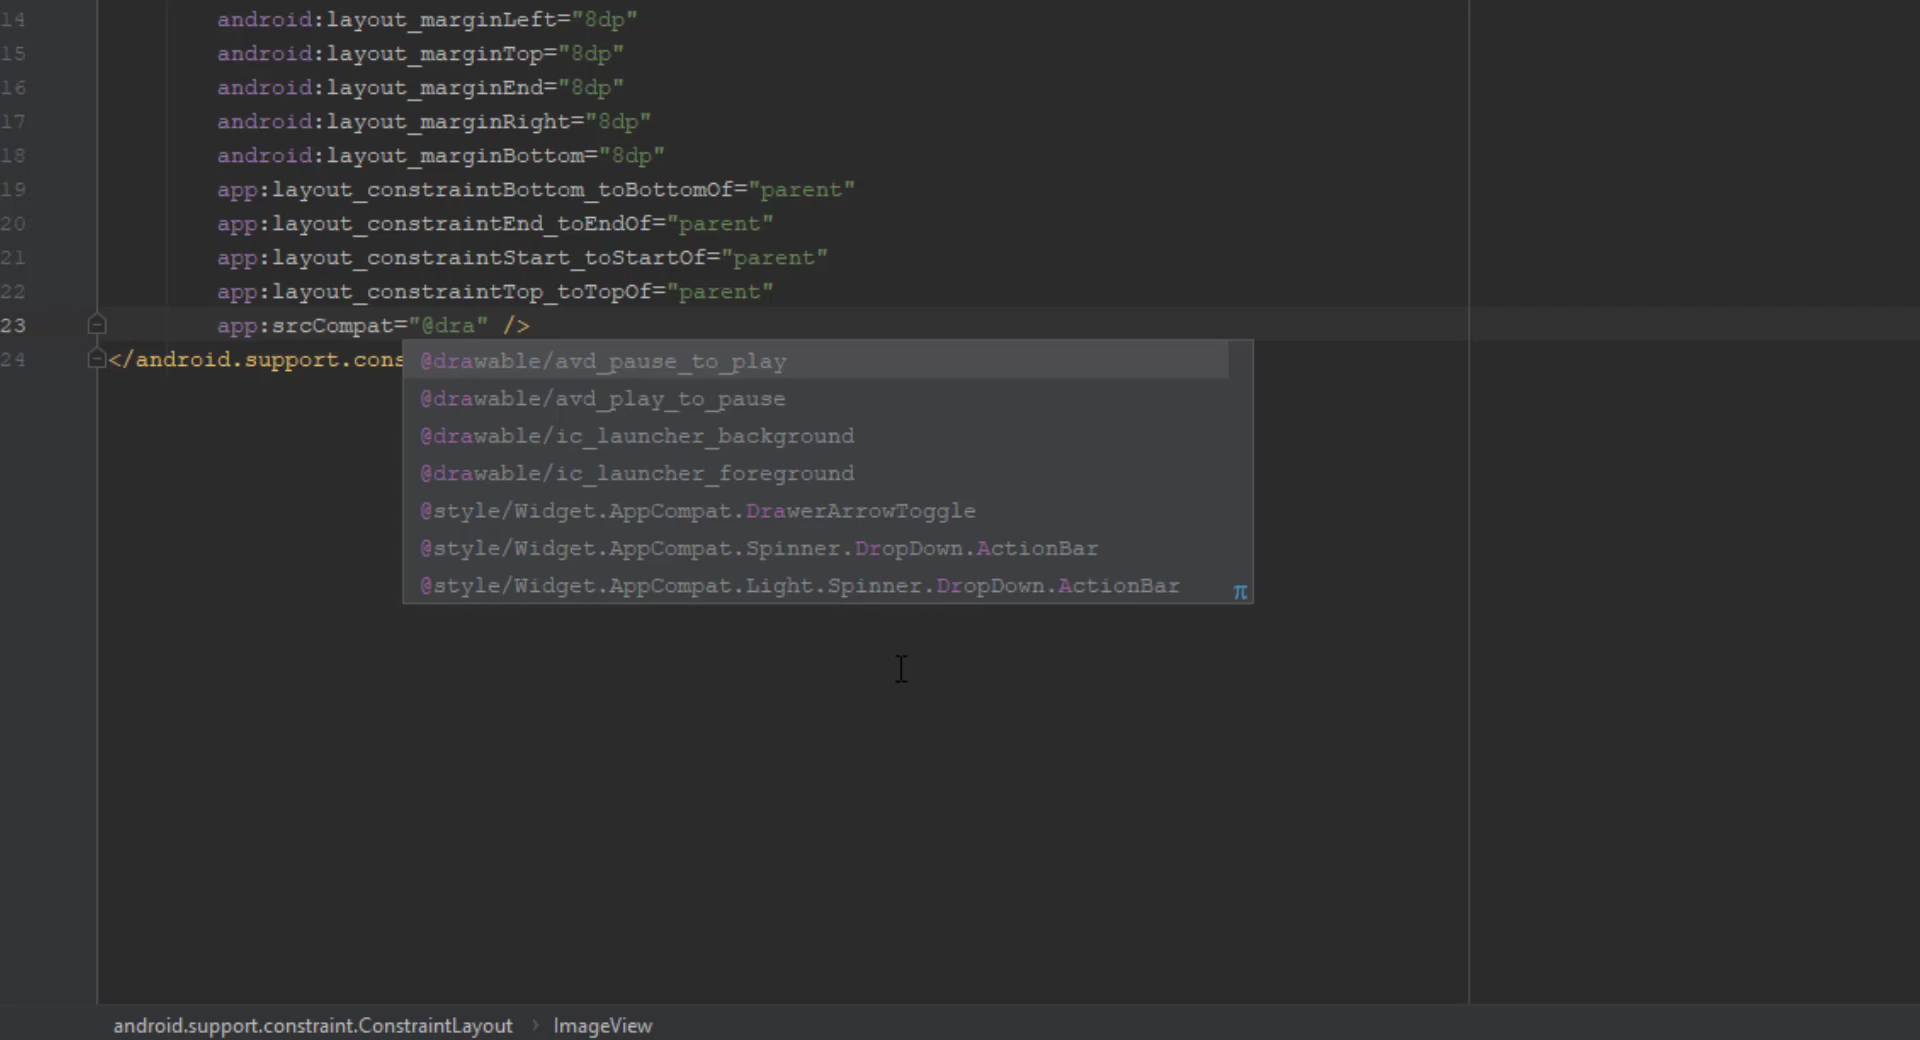 14 android:layout_marginLeft="8dp"
15 android:layout_marginTop="8dp"
16 android:layout_marginEnd="8dp"
17 android:layout_marginRight="8dp"
18 android:layout_marginBottom="8dp"
19 app:layout_constraintBottom_toBottomOf="parent"
20 app:layout_constraintEnd_toEndOf="parent"
21 app:layout_constraintStart_toStartOf="parent"
22 app:layout_constraintTop_toTopOf="parent"
23 app:srcCompat="@dra" />
24 </android.support.cons
@drawable/avd_pause_to_play
@drawable/avd_play_to_pause
@drawable/ic_launcher_background
@drawable/ic_launcher_foreground
@style/Widget.AppCompat.DrawerArrowToggle
@style/Widget.AppCompat.Spinner.DropDown.ActionBar
@style/Widget.AppCompat.Light.Spinner.DropDown.ActionBar π
android.support.constraint.ConstraintLayout › ImageView